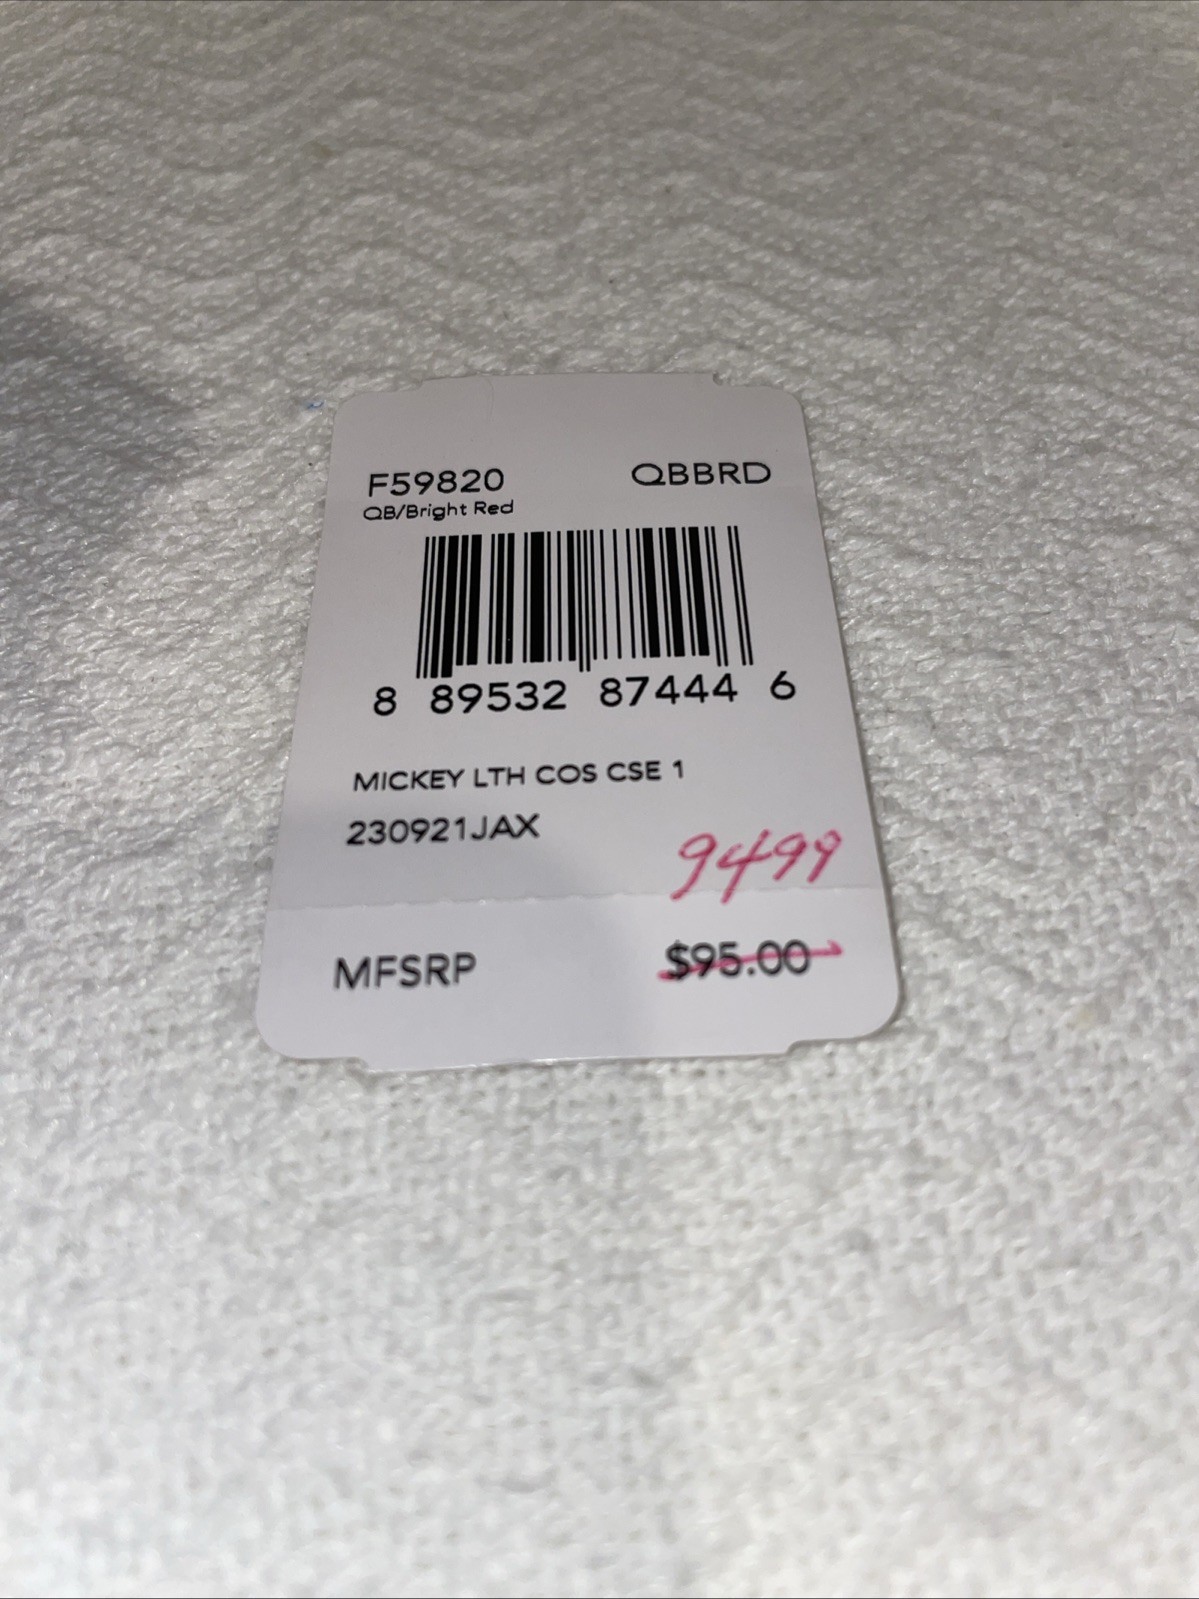 F59820 QBBRD
QB/Bright Red
8 89532 87444 6
MICKEY LTH COS CSE 1
230921JAX
9499
MFSRP $95.00